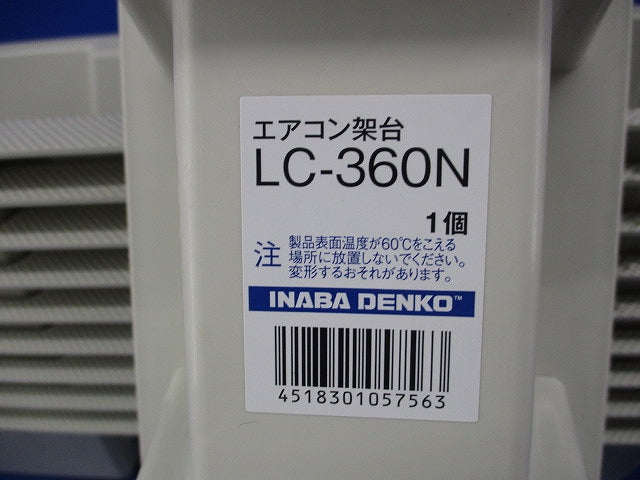 エアコン架台
LC-360N
1個
注
製品表面温度が60℃をこえる
場所に放置しないでください。
変形するおそれがあります。
INABA DENKO™
4518301057563